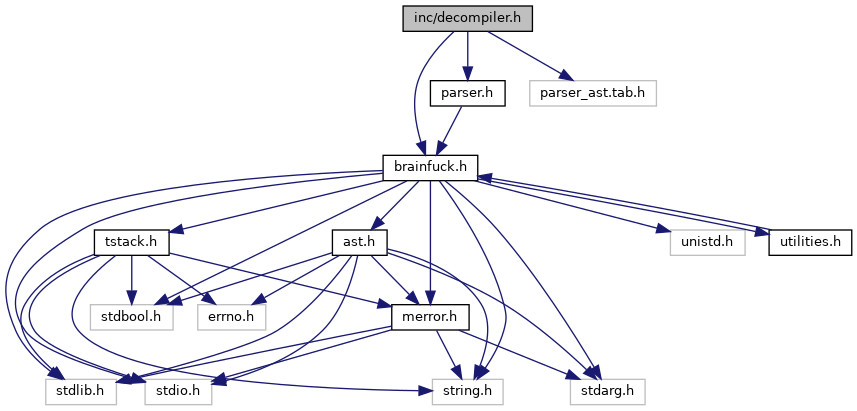 inc/decompiler.h
parser.h
parser_ast.tab.h
brainfuck.h
tstack.h
ast.h
unistd.h
utilities.h
stdbool.h
errno.h
merror.h
stdlib.h
stdio.h
string.h
stdarg.h